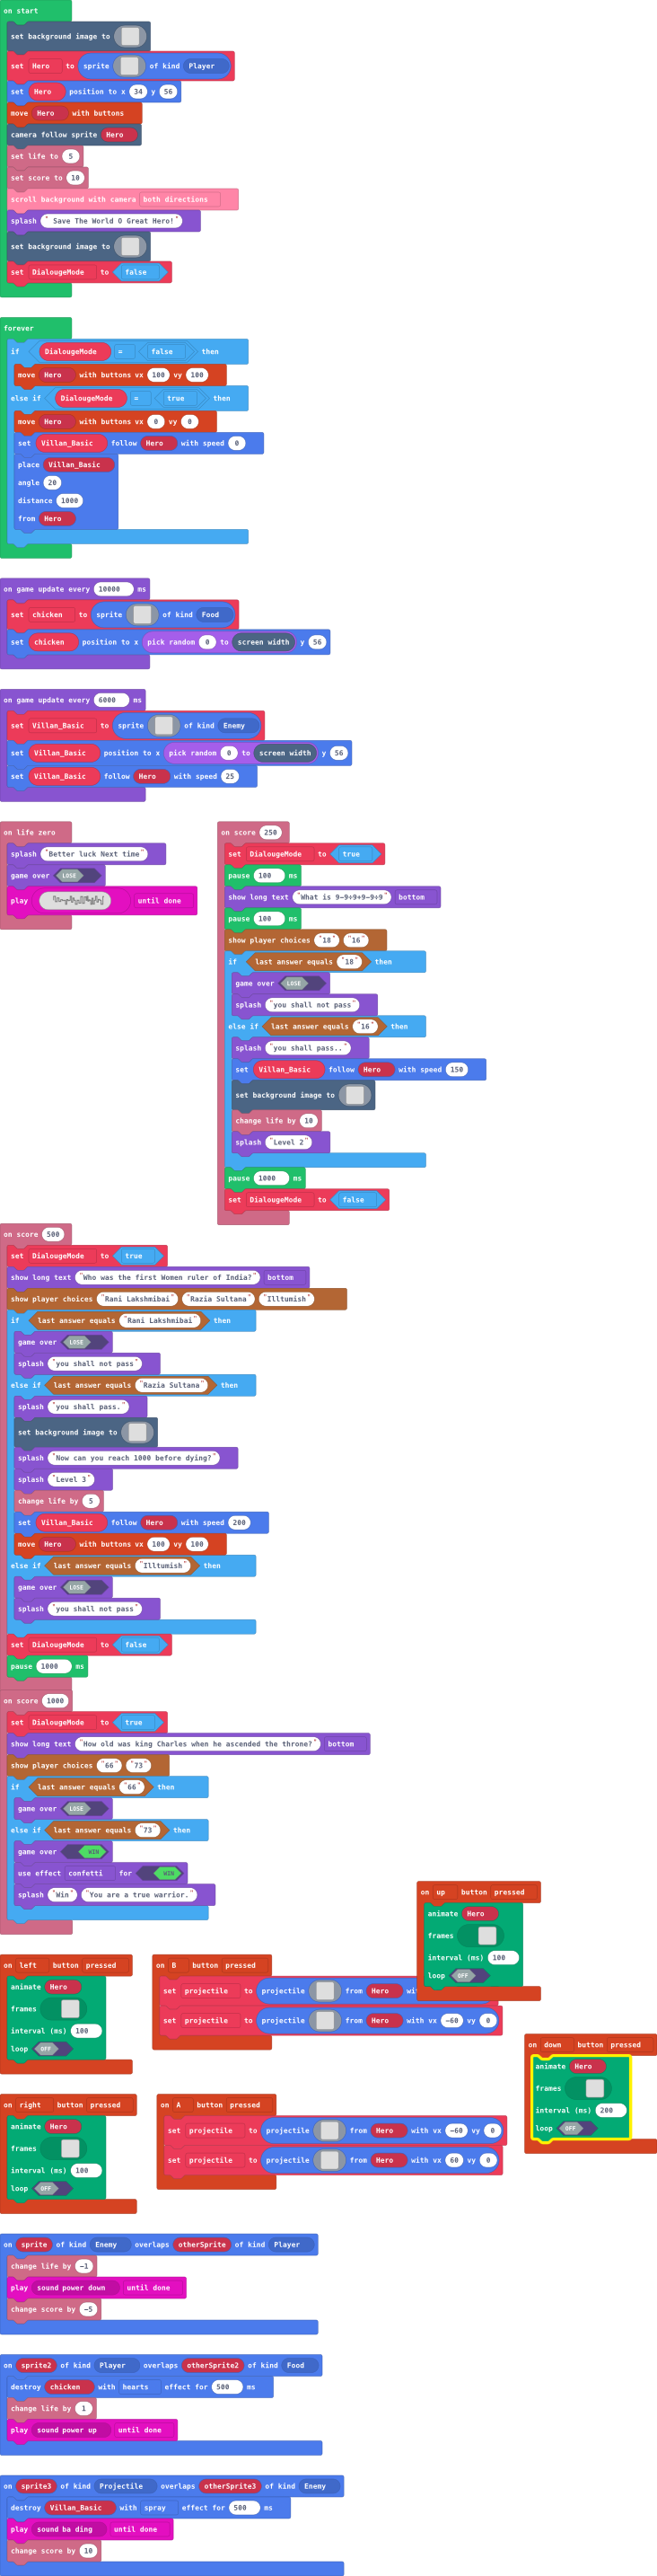 on start
set background image to
set Hero to sprite of kind Player
set Hero position to x 34 y 56
move Hero with buttons
camera follow sprite Hero
set life to 5
set score to 10
scroll background with camera both directions
splash " Save The World O Great Hero!"
set background image to
set DialougeMode to false
forever
if DialougeMode = false then
move Hero with buttons vx 100 vy 100
else if DialougeMode = true then
move Hero with buttons vx 0 vy 0
set Villan_Basic follow Hero with speed 0
place Villan_Basic
angle 20
distance 1000
from Hero
on game update every 10000 ms
set chicken to sprite of kind Food
set chicken position to x pick random 0 to screen width y 56
on game update every 6000 ms
set Villan_Basic to sprite of kind Enemy
set Villan_Basic position to x pick random 0 to screen width y 56
set Villan_Basic follow Hero with speed 25
on life zero
splash "Better luck Next time"
game over LOSE
play until done
on score 250
set DialougeMode to true
pause 100 ms
show long text "What is 9-9÷9+9-9÷9" bottom
pause 100 ms
show player choices "18" "16"
if last answer equals "18" then
game over LOSE
splash "you shall not pass"
else if last answer equals "16" then
splash "you shall pass.."
set Villan_Basic follow Hero with speed 150
set background image to
change life by 10
splash "Level 2"
pause 1000 ms
set DialougeMode to false
on score 500
set DialougeMode to true
show long text "Who was the first Women ruler of India?" bottom
show player choices "Rani Lakshmibai" "Razia Sultana" "Illtumish"
if last answer equals "Rani Lakshmibai" then
game over LOSE
splash "you shall not pass"
else if last answer equals "Razia Sultana" then
splash "you shall pass."
set background image to
splash "Now can you reach 1000 before dying?"
splash "Level 3"
change life by 5
set Villan_Basic follow Hero with speed 200
move Hero with buttons vx 100 vy 100
else if last answer equals "Illtumish" then
game over LOSE
splash "you shall not pass"
set DialougeMode to false
pause 1000 ms
on score 1000
set DialougeMode to true
show long text "How old was king Charles when he ascended the throne?" bottom
show player choices "66" "73"
if last answer equals "66" then
game over LOSE
else if last answer equals "73" then
game over WIN
use effect confetti for WIN
splash "Win" "You are a true warrior."
on up button pressed
animate Hero
frames
interval (ms) 100
loop OFF
on left button pressed
animate Hero
frames
interval (ms) 100
loop OFF
on B button pressed
set projectile to projectile from Hero wit
set projectile to projectile from Hero with vx -60 vy 0
on down button pressed
animate Hero
frames
interval (ms) 200
loop OFF
on right button pressed
animate Hero
frames
interval (ms) 100
loop OFF
on A button pressed
set projectile to projectile from Hero with vx -60 vy 0
set projectile to projectile from Hero with vx 60 vy 0
on sprite of kind Enemy overlaps otherSprite of kind Player
change life by -1
play sound power down until done
change score by -5
on sprite2 of kind Player overlaps otherSprite2 of kind Food
destroy chicken with hearts effect for 500 ms
change life by 1
play sound power up until done
on sprite3 of kind Projectile overlaps otherSprite3 of kind Enemy
destroy Villan_Basic with spray effect for 500 ms
play sound ba ding until done
change score by 10